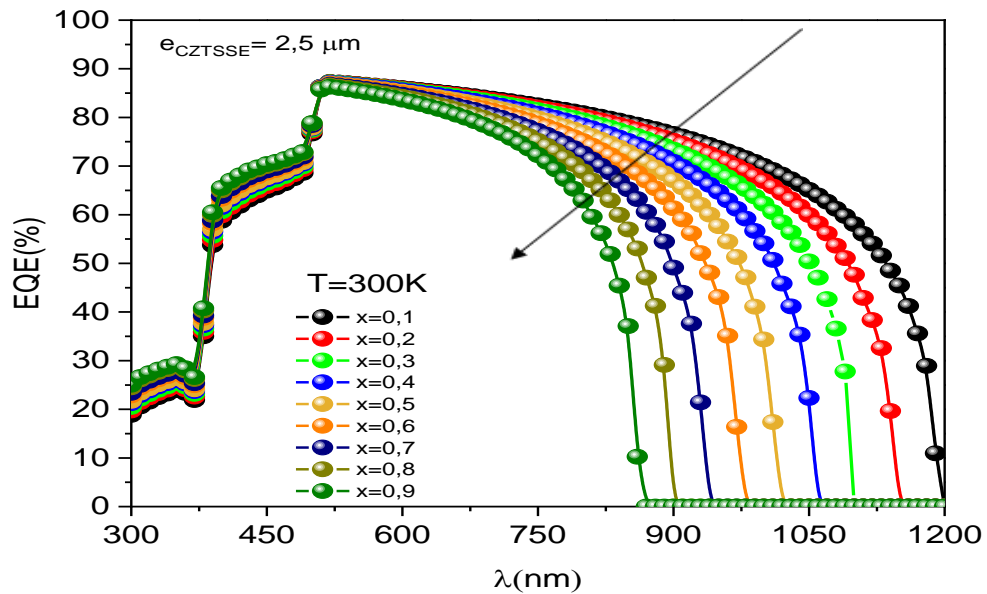 100
90
80
70
60
50
40
30
20
10
0
EQE(%)
eCZTSSE= 2,5 μm
T=300K
x=0,1
x=0,2
x=0,3
x=0,4
x=0,5
x=0,6
x=0,7
x=0,8
x=0,9
300 450 600 750 900 1050 1200
λ(nm)